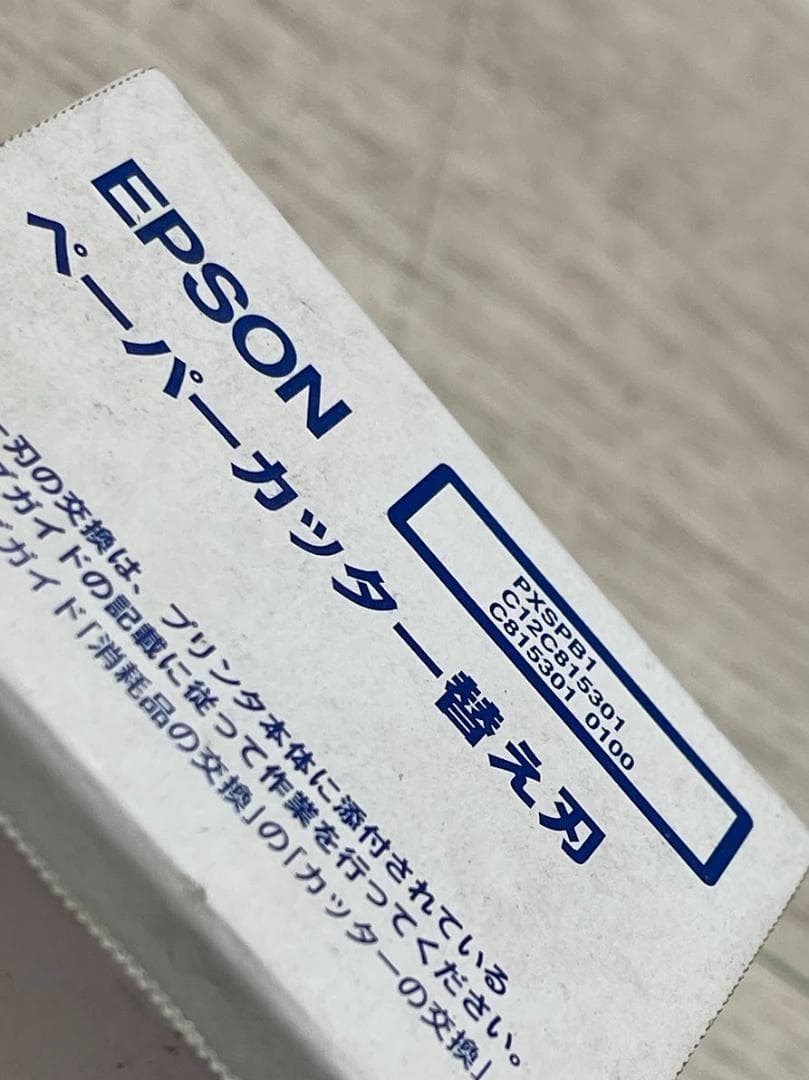 EPSON
ペーパーカッター替え刃
PXSPB1
C12C815301
C815301 0100
ー刃の交換は、プリンタ本体に添付されている
プガイドの記載に従って作業を行ってください。
ガイド「消耗品の交換」の「カッターの交換」